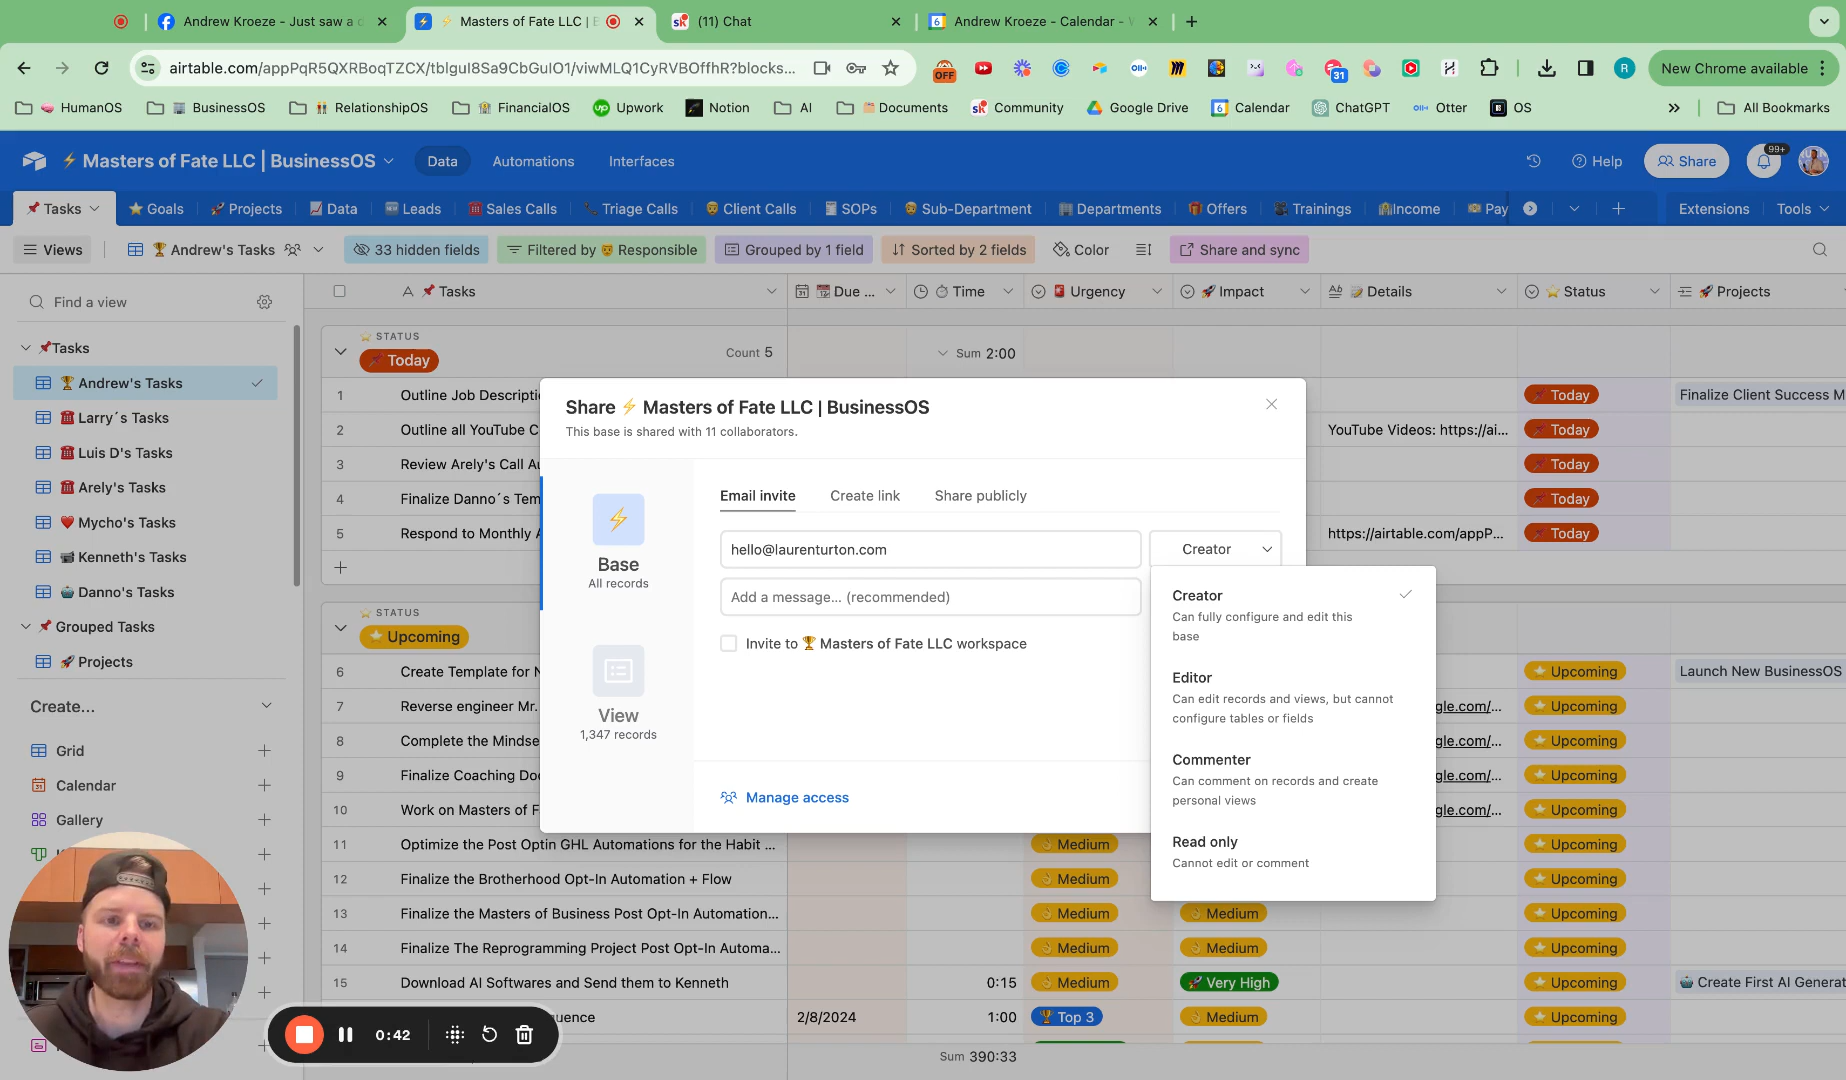 Andrew Kroeze - Just saw a c
Masters of Fate LLC | B
(11) Chat
Andrew Kroeze - Calendar - W
airtable.com/appPqR5QXRBoqTZCX/tblguI8Sa9CbGuIO1/viwMLQ1CyRVBOffhR?blocks...
OFF
31
R
New Chrome available
HumanOS
BusinessOS
RelationshipOS
FinancialOS
Upwork
Notion
AI
Documents
Community
Google Drive
Calendar
ChatGPT
Otter
OS
All Bookmarks
Masters of Fate LLC | BusinessOS
Data
Automations
Interfaces
Help
Share
99+
Tasks
Goals
Projects
Data
Leads
Sales Calls
Triage Calls
Client Calls
SOPs
Sub-Department
Departments
Offers
Trainings
Income
Pay
Extensions
Tools
Views
Andrew's Tasks
33 hidden fields
Filtered by Responsible
Grouped by 1 field
Sorted by 2 fields
Color
Share and sync
Find a view
Tasks
Due ...
Time
Urgency
Impact
Details
Status
Projects
Tasks
Andrew's Tasks
Larry´s Tasks
Luis D's Tasks
Arely's Tasks
Mycho's Tasks
Kenneth's Tasks
Danno's Tasks
Grouped Tasks
Projects
Create...
Grid
Calendar
Gallery
STATUS
Today
Count 5
Sum 2:00
1 Outline Job Descripti Today Finalize Client Success M
2 Outline all YouTube C YouTube Videos: https://ai... Today
3 Review Arely's Call Au Today
4 Finalize Danno´s Tem Today
5 Respond to Monthly A https://airtable.com/appP... Today
STATUS
Upcoming
6 Create Template for N Upcoming Launch New BusinessOS
7 Reverse engineer Mr. gle.com/... Upcoming
8 Complete the Mindse gle.com/... Upcoming
9 Finalize Coaching Doc gle.com/... Upcoming
10 Work on Masters of F gle.com/... Upcoming
11 Optimize the Post Optin GHL Automations for the Habit ... Medium Upcoming
12 Finalize the Brotherhood Opt-In Automation + Flow Medium Upcoming
13 Finalize the Masters of Business Post Opt-In Automation... Medium Medium Upcoming
14 Finalize The Reprogramming Project Post Opt-In Automa... Medium Medium Upcoming
15 Download AI Softwares and Send them to Kenneth 0:15 Medium Very High Upcoming Create First AI Generat
uence 2/8/2024 1:00 Top 3 Medium Upcoming
Sum 390:33
Share Masters of Fate LLC | BusinessOS
This base is shared with 11 collaborators.
Base
All records
View
1,347 records
Email invite
Create link
Share publicly
hello@laurenturton.com
Creator
Add a message... (recommended)
Invite to Masters of Fate LLC workspace
Manage access
Creator
Can fully configure and edit this
base
Editor
Can edit records and views, but cannot
configure tables or fields
Commenter
Can comment on records and create
personal views
Read only
Cannot edit or comment
0:42